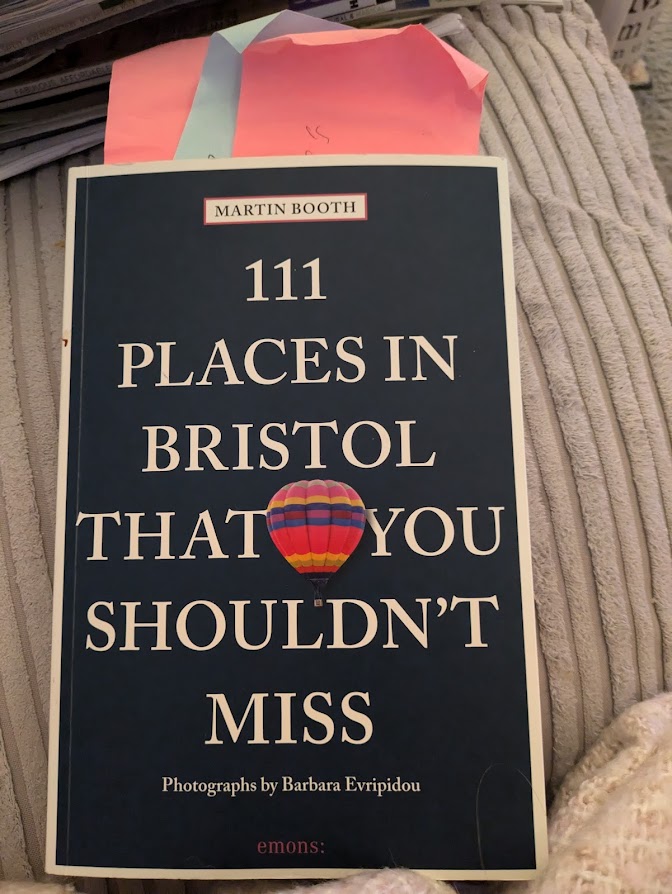 MARTIN BOOTH
111
PLACES IN
BRISTOL
THAT YOU
SHOULDN'T
MISS
Photographs by Barbara Evripidou
emons: